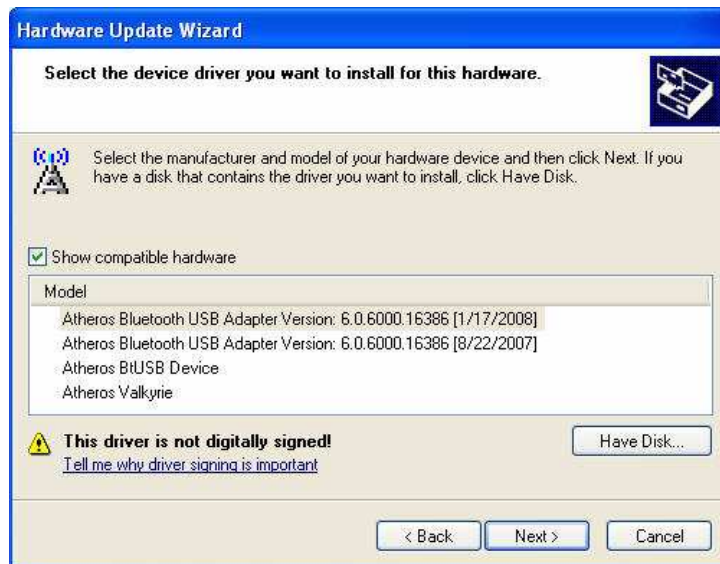 Hardware Update Wizard
Select the device driver you want to install for this hardware.
Select the manufacturer and model of your hardware device and then click Next. If you
have a disk that contains the driver you want to install, click Have Disk.
Show compatible hardware
Model
Atheros Bluetooth USB Adapter Version: 6.0.6000.16386 [1/17/2008]
Atheros Bluetooth USB Adapter Version: 6.0.6000.16386 [8/22/2007]
Atheros BtUSB Device
Atheros Valkyrie
This driver is not digitally signed!
Have Disk...
Tell me why driver signing is important
< Back
Next >
Cancel